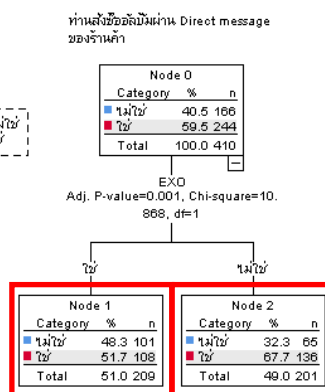 ท่านสั่งซื้ออัลบั้มผ่าน Direct message
ของร้านค้า
Node 0
Category % n
ไม่ใช่ 40.5 166
ใช่ 59.5 244
Total 100.0 410
EXO
Adj. P-value=0.001, Chi-square=10.
868, df=1
ใช่ ไม่ใช่
Node 1
Category % n
ไม่ใช่ 48.3 101
ใช่ 51.7 108
Total 51.0 209
Node 2
Category % n
ไม่ใช่ 32.3 65
ใช่ 67.7 136
Total 49.0 201